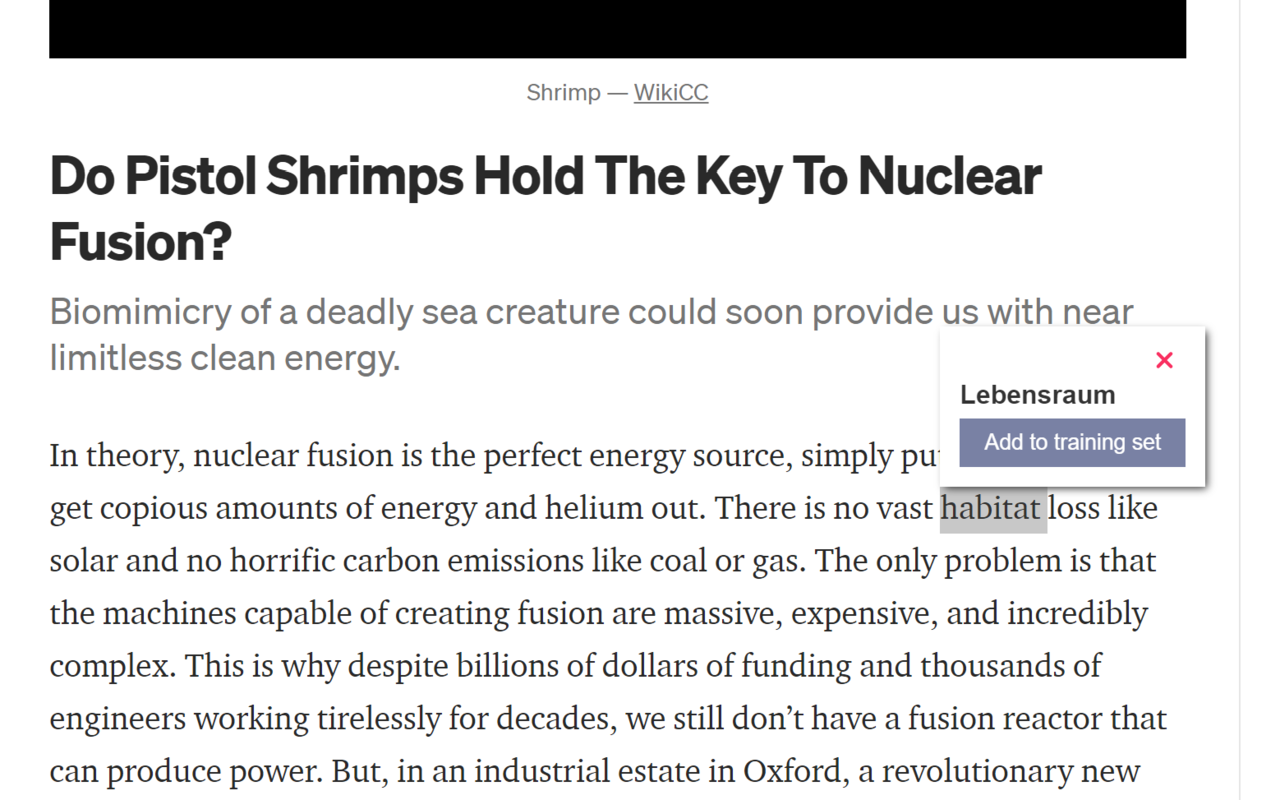 Shrimp — WikiCC
Do Pistol Shrimps Hold The Key To Nuclear
Fusion?
Biomimicry of a deadly sea creature could soon provide us with near
limitless clean energy.
Lebensraum
Add to training set
In theory, nuclear fusion is the perfect energy source, simply
get copious amounts of energy and helium out. There is no vast habitat loss like
solar and no horrific carbon emissions like coal or gas. The only problem is that
the machines capable of creating fusion are massive, expensive, and incredibly
complex. This is why despite billions of dollars of funding and thousands of
engineers working tirelessly for decades, we still don’t have a fusion reactor that
can produce power. But, in an industrial estate in Oxford, a revolutionary new